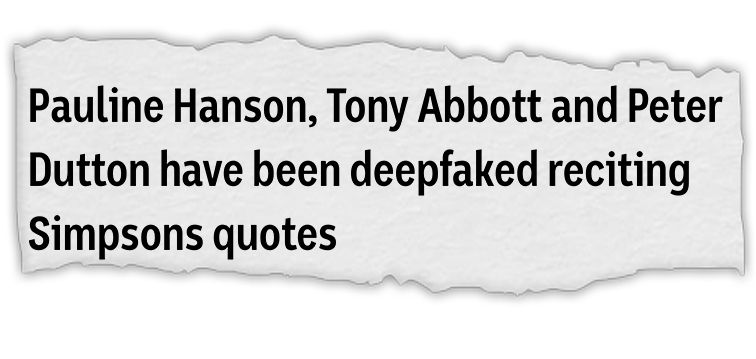 Pauline Hanson, Tony Abbott and Peter
Dutton have been deepfaked reciting
Simpsons quotes